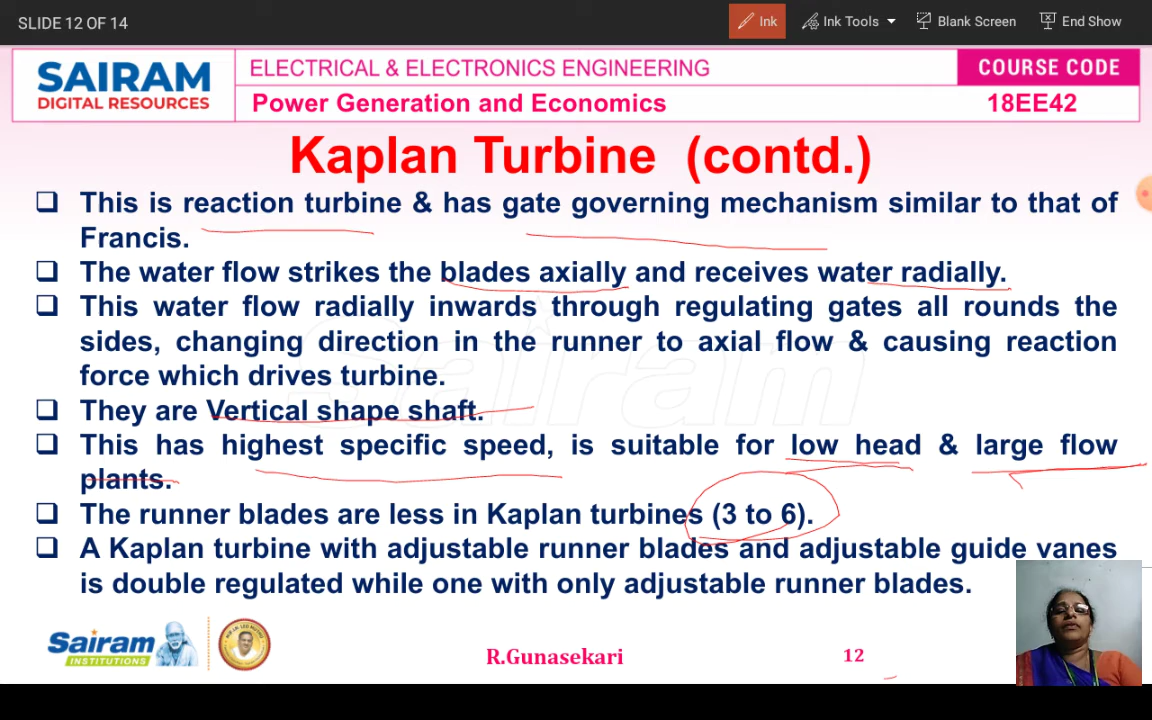 SLIDE 12 OF 14
Ink
Ink Tools
Blank Screen
End Show
SAIRAM
DIGITAL RESOURCES
ELECTRICAL & ELECTRONICS ENGINEERING
COURSE CODE
Power Generation and Economics
18EE42
Kaplan Turbine (contd.)
This is reaction turbine & has gate governing mechanism similar to that of
Francis.
The water flow strikes the blades axially and receives water radially.
This water flow radially inwards through regulating gates all rounds the
sides, changing direction in the runner to axial flow & causing reaction
force which drives turbine.
They are Vertical shape shaft.
This has highest specific speed, is suitable for low head & large flow
plants.
The runner blades are less in Kaplan turbines (3 to 6).
A Kaplan turbine with adjustable runner blades and adjustable guide vanes
is double regulated while one with only adjustable runner blades.
Sairam
Sairam
INSTITUTIONS
R.Gunasekari
12